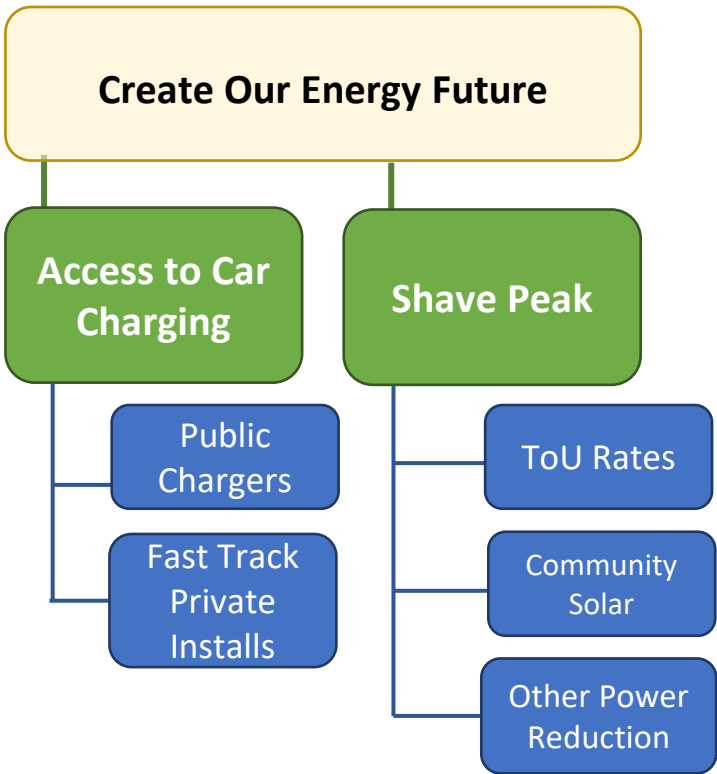 Create Our Energy Future
Access to Car
Charging
Public
Chargers
Fast Track
Private
Installs
Shave Peak
ToU Rates
Community
Solar
Other Power
Reduction